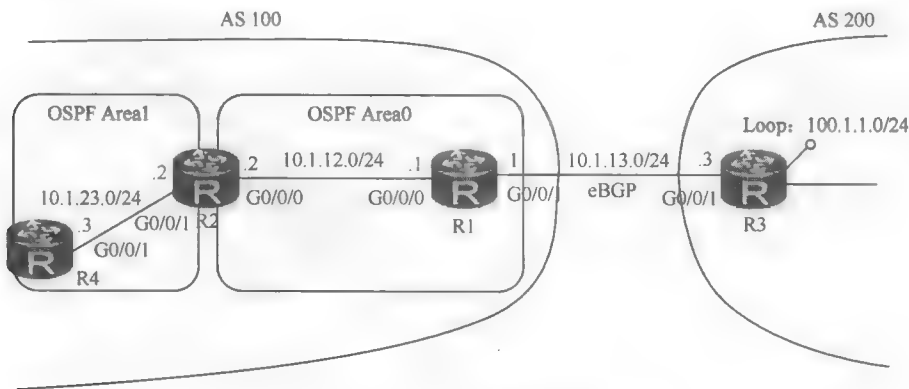 AS 100
AS 200
OSPF Area1
OSPF Area0
Loop: 100.1.1.0/24
.2
.2
10.1.12.0/24
.1
1
10.1.13.0/24
.3
10.1.23.0/24
R
G0/0/0
G0/0/0
R
G0/0/1
eBGP
G0/0/1
R
.3
G0/0/1
R2
R1
R3
G0/0/1
R
R4